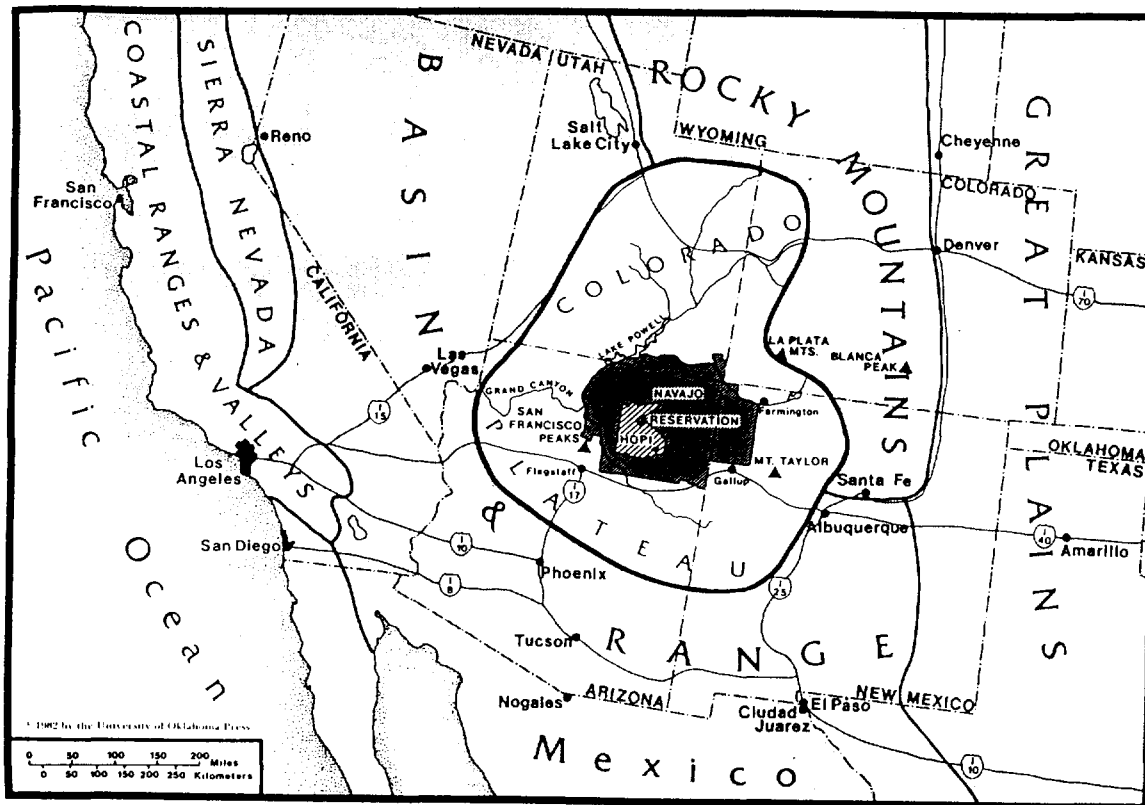 COASTAL RANGES & VALLEYS
SIERRA NEVADA
BASIN
&
RANGE
ROCKY
MOUNTAINS
GREAT PLAINS
COLORADO
PLATEAU
Pacific
Ocean
Mexico
NEVADA
UTAH
WYOMING
COLORADO
KANSAS
OKLAHOMA
TEXAS
CALIFORNIA
ARIZONA
NEW MEXICO
Reno
San
Francisco
Salt
Lake City
Cheyenne
Denver
I
70
Las
Vegas
I
15
LAKE POWELL
GRAND CANYON
LA PLATA
MTS.
BLANCA
PEAK
NAVAJO
RESERVATION
HOPI
SAN
FRANCISCO
PEAKS
Farmington
MT. TAYLOR
Flagstaff
Gallup
Santa Fe
Albuquerque
I
17
I
40
Amarillo
Los
Angeles
San Diego
I
10
I
8
Phoenix
I
25
Tucson
Nogales
El Paso
Ciudad
Juarez
I
10
© 1982 by the University of Oklahoma Press
0 50 100 150 200 Miles
0 50 100 150 200 250 Kilometers